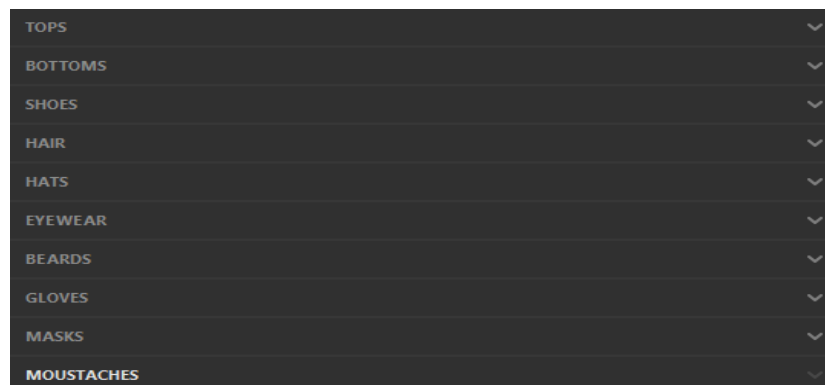 TOPS
BOTTOMS
SHOES
HAIR
HATS
EYEWEAR
BEARDS
GLOVES
MASKS
MOUSTACHES